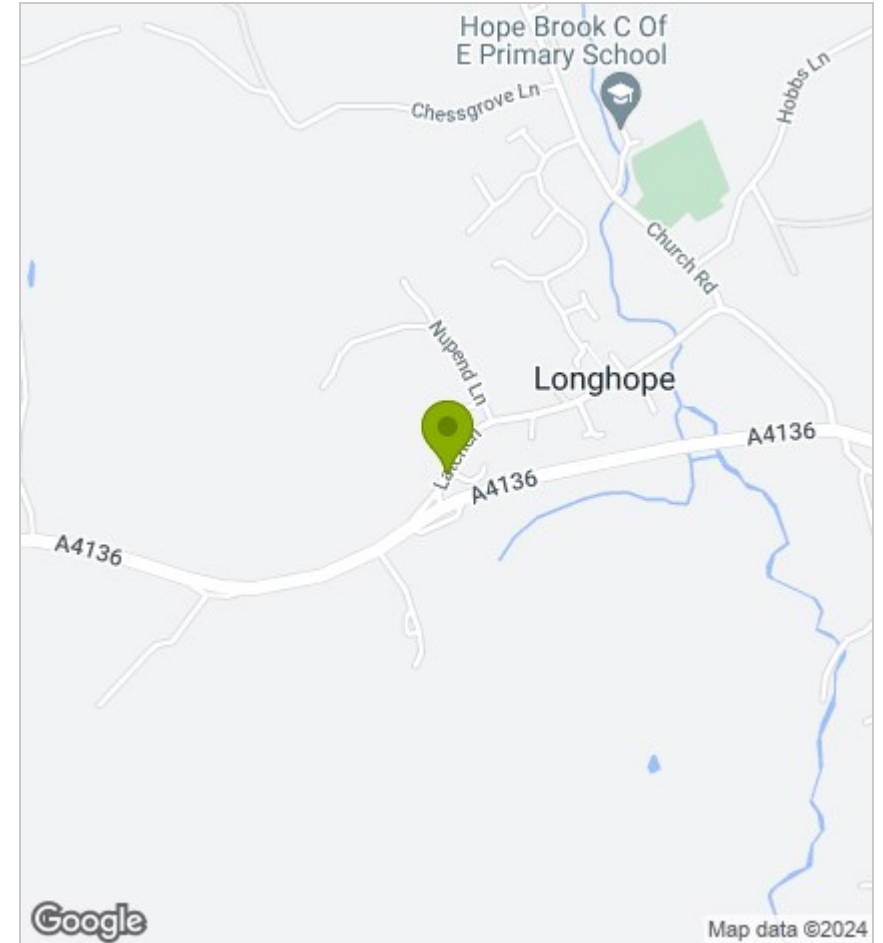 Hope Brook C Of
E Primary School
Chessgrove Ln
Hobbs Ln
Church Rd
Nupend Ln
Longhope
A4136
A4136
A4136
Google
Map data ©2024